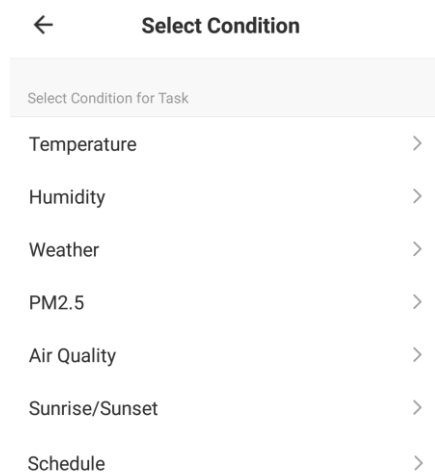 Select Condition
Select Condition for Task
Temperature
Humidity
Weather
PM2.5
Air Quality
Sunrise/Sunset
Schedule